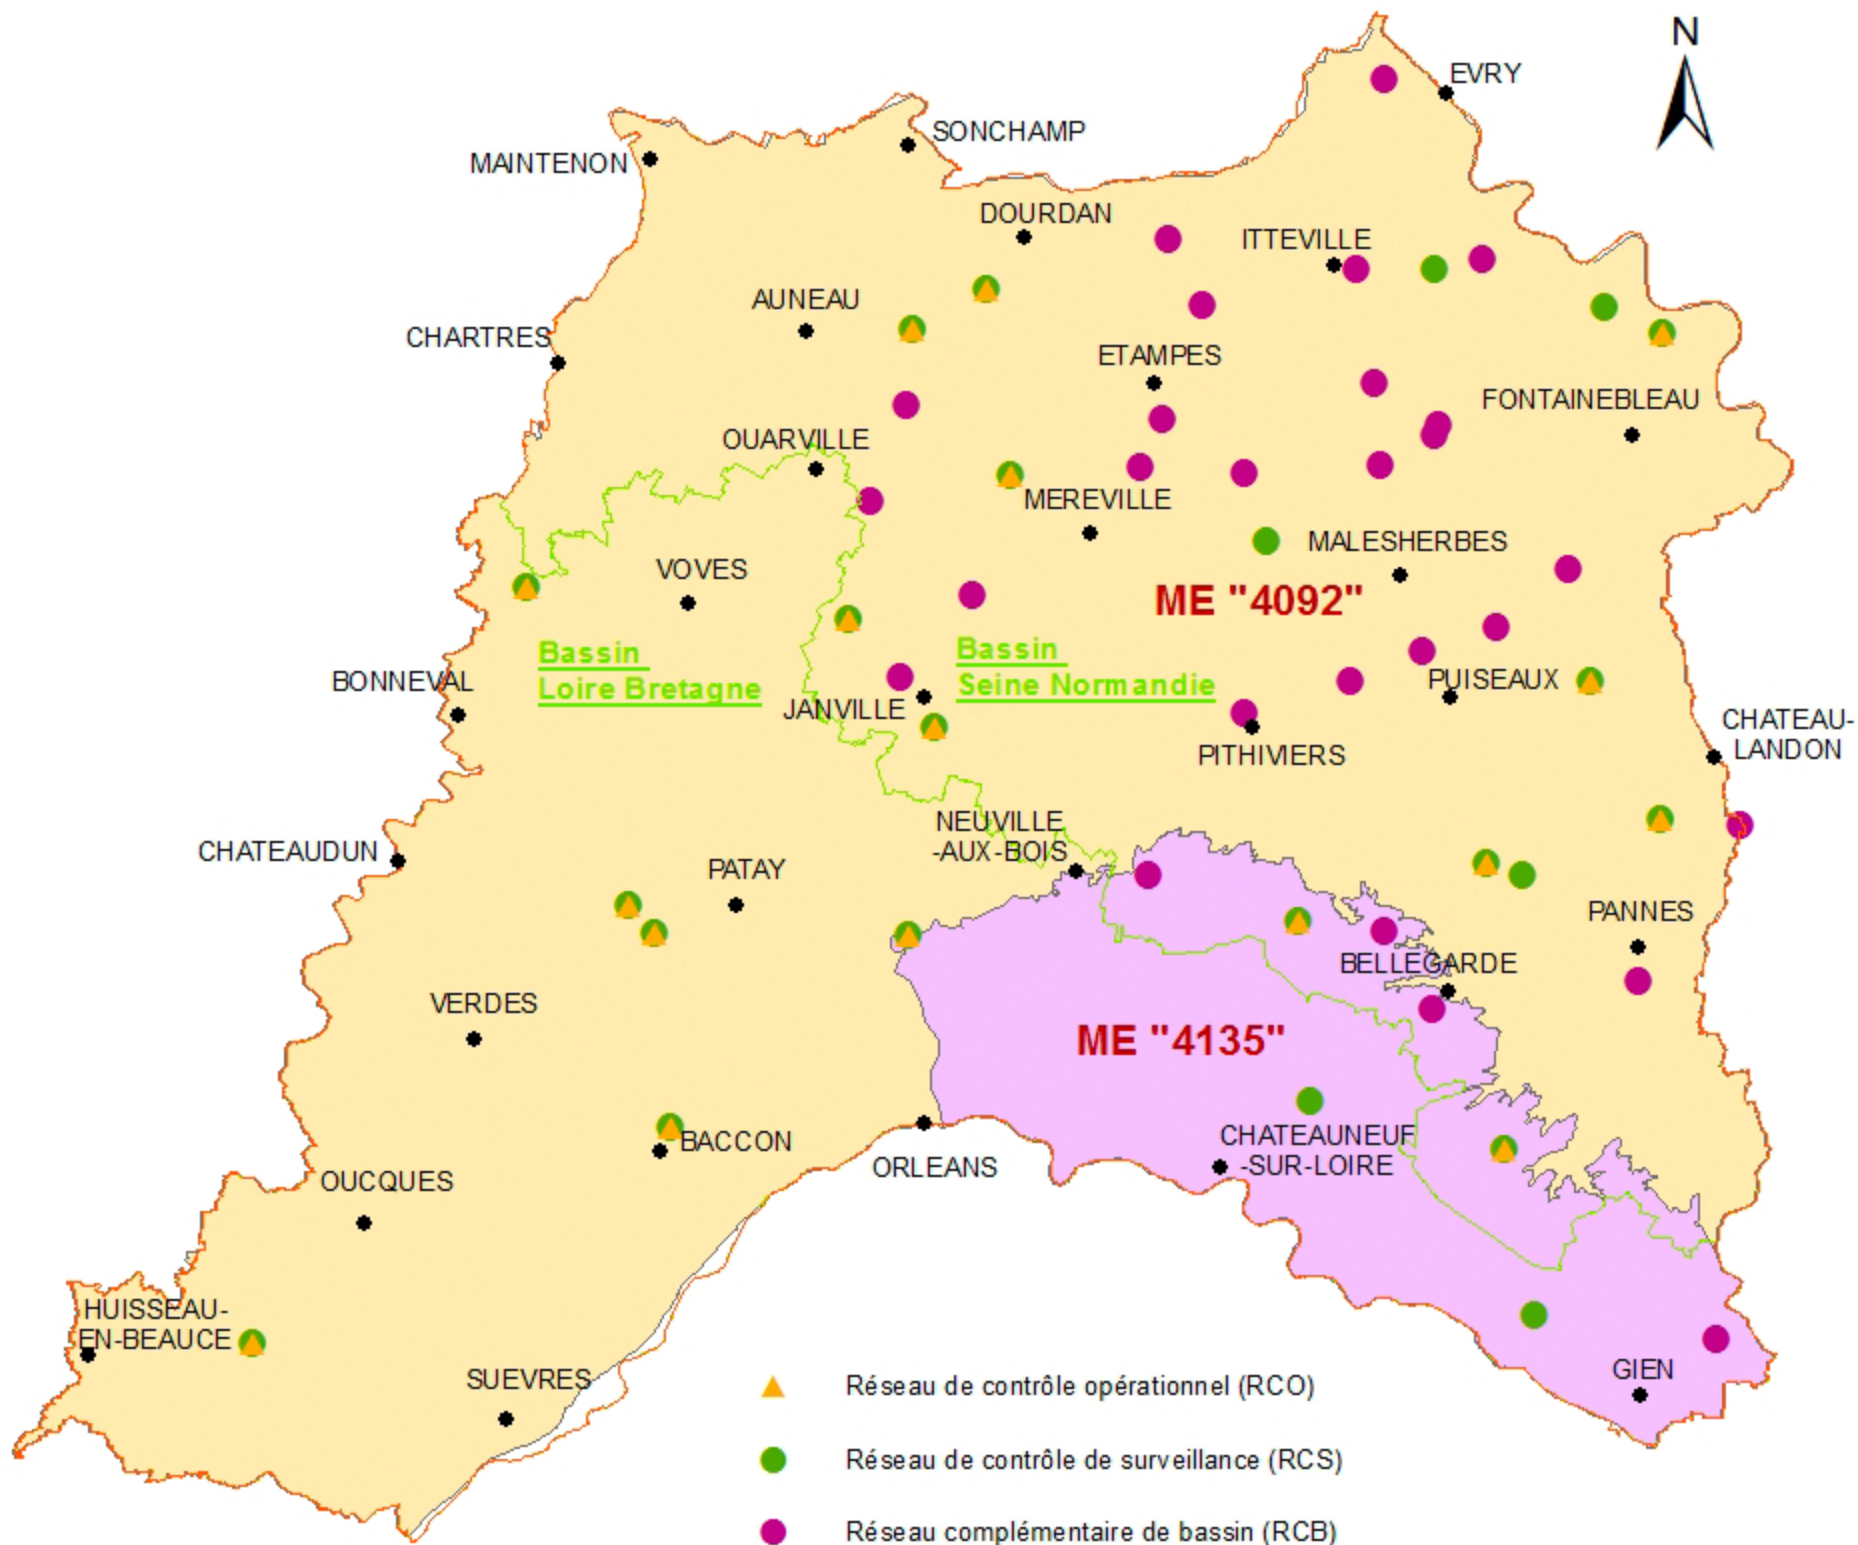 N
EVRY
SONCHAMP
MAINTENON
DOURDAN
ITTEVILLE
AUNEAU
CHARTRES
ETAMPES
FONTAINEBLEAU
OUARVILLE
MEREVILLE
MALESHERBES
VOVES
ME "4092"
Bassin
Loire Bretagne
Bassin
Seine Normandie
BONNEVAL
PUISEAUX
JANVILLE
CHATEAU-
LANDON
PITHIVIERS
NEUVILLE
-AUX-BOIS
CHATEAUDUN
PATAY
PANNES
BELLEGARDE
VERDES
ME "4135"
BACCON
CHATEAUNEUF
-SUR-LOIRE
ORLEANS
OUCQUES
HUISSEAU-
EN-BEAUCE
SUEVRES
GIEN
Réseau de contrôle opérationnel (RCO)
Réseau de contrôle de surveillance (RCS)
Réseau complémentaire de bassin (RCB)